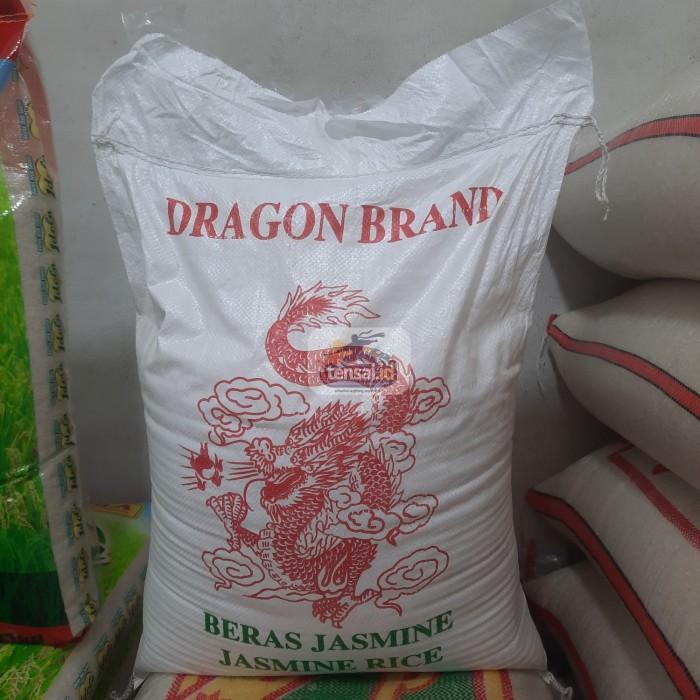 DRAGON BRAND
tensai.id
BERAS JASMINE
JASMINE RICE